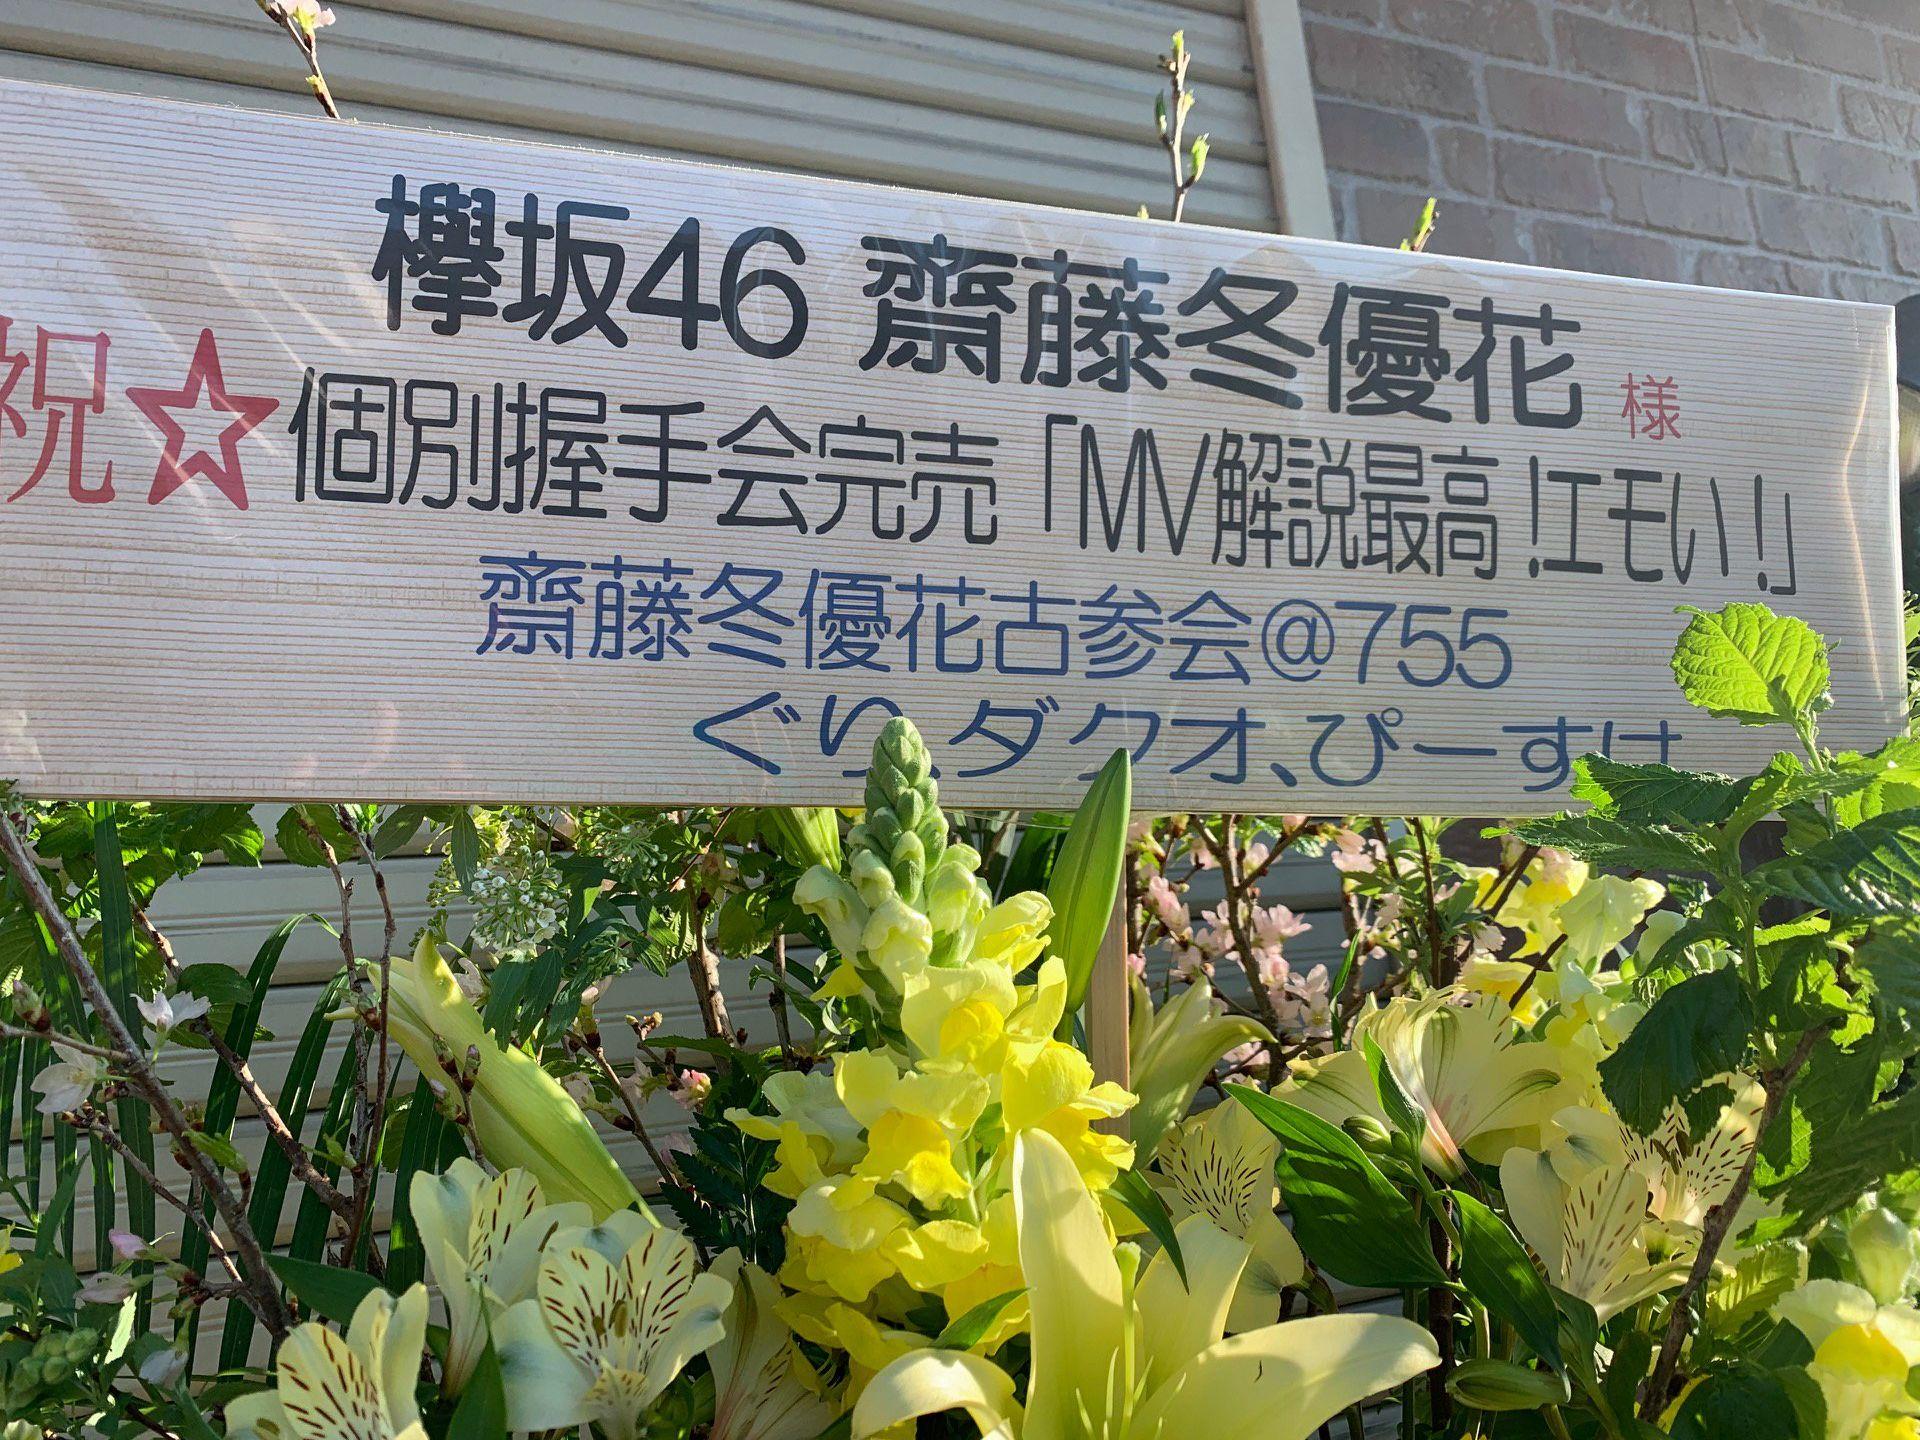 欅坂46 齋藤冬優花 様
祝☆個別握手会完売「MV解説最高!エモい!」
齋藤冬優花古参会@755
ぐり、ダクオ、ぴーすけ